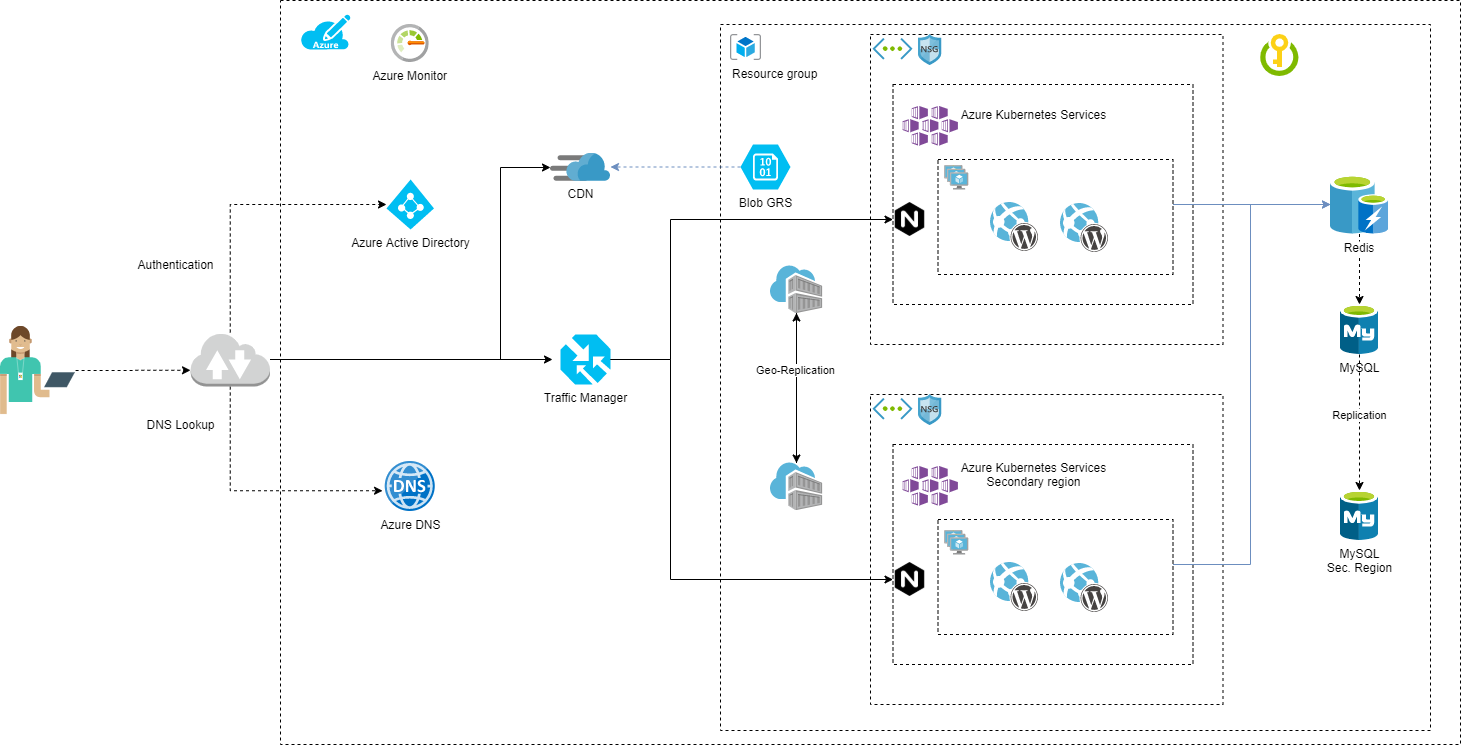 Azure
Azure Monitor
Resource group
NSG
Azure Kubernetes Services
CDN
10
01
Blob GRS
N
W
W
Azure Active Directory
Redis
Authentication
My
MySQL
Geo-Replication
Traffic Manager
NSG
Replication
DNS Lookup
Azure Kubernetes Services
Secondary region
DNS
Azure DNS
My
MySQL
Sec. Region
N
W
W